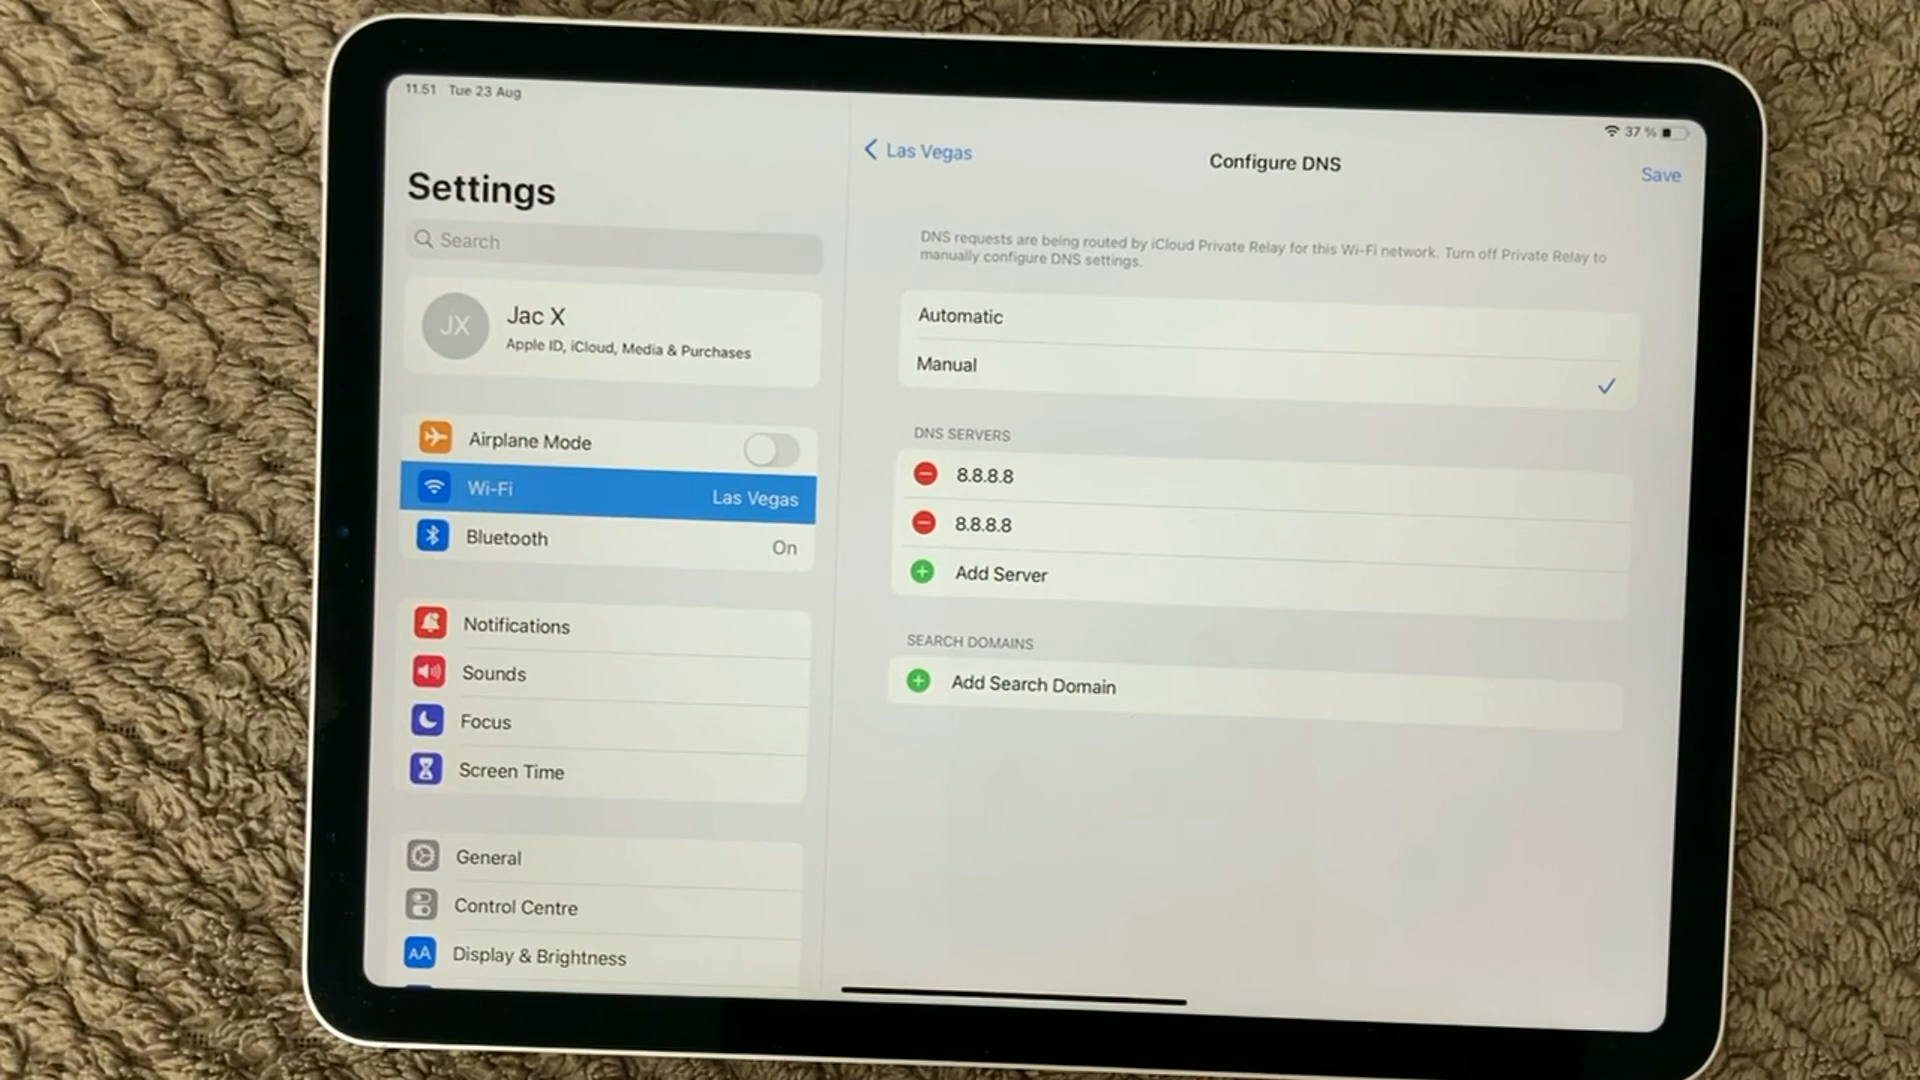 11.51 Tue 23 Aug
37 %
Settings
Search
JX
Jac X
Apple ID, iCloud, Media & Purchases
Airplane Mode
Wi-Fi
Las Vegas
Bluetooth
On
Notifications
Sounds
Focus
Screen Time
General
Control Centre
AA
Display & Brightness
Las Vegas
Configure DNS
Save
DNS requests are being routed by iCloud Private Relay for this Wi-Fi network. Turn off Private Relay to
manually configure DNS settings.
Automatic
Manual
DNS SERVERS
8.8.8.8
8.8.8.8
Add Server
SEARCH DOMAINS
Add Search Domain